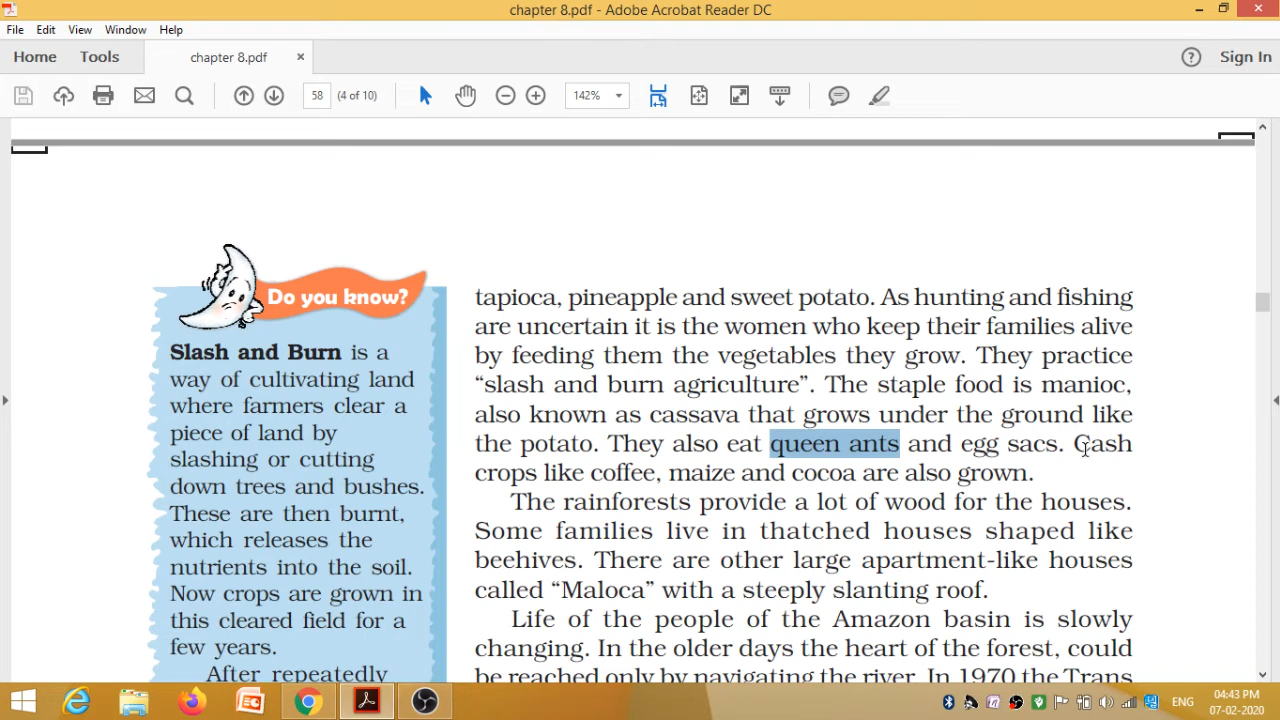 chapter 8.pdf - Adobe Acrobat Reader DC
File Edit View Window Help
Home Tools chapter 8.pdf × Sign In
58 (4 of 10) 142%
Do you know?
Slash and Burn is a
way of cultivating land
where farmers clear a
piece of land by
slashing or cutting
down trees and bushes.
These are then burnt,
which releases the
nutrients into the soil.
Now crops are grown in
this cleared field for a
few years.
After repeatedly
tapioca, pineapple and sweet potato. As hunting and fishing
are uncertain it is the women who keep their families alive
by feeding them the vegetables they grow. They practice
“slash and burn agriculture”. The staple food is manioc,
also known as cassava that grows under the ground like
the potato. They also eat queen ants and egg sacs. Cash
crops like coffee, maize and cocoa are also grown.
The rainforests provide a lot of wood for the houses.
Some families live in thatched houses shaped like
beehives. There are other large apartment-like houses
called “Maloca” with a steeply slanting roof.
Life of the people of the Amazon basin is slowly
changing. In the older days the heart of the forest, could
be reached only by navigating the river. In 1970 the Trans
ENG
04:43 PM
07-02-2020